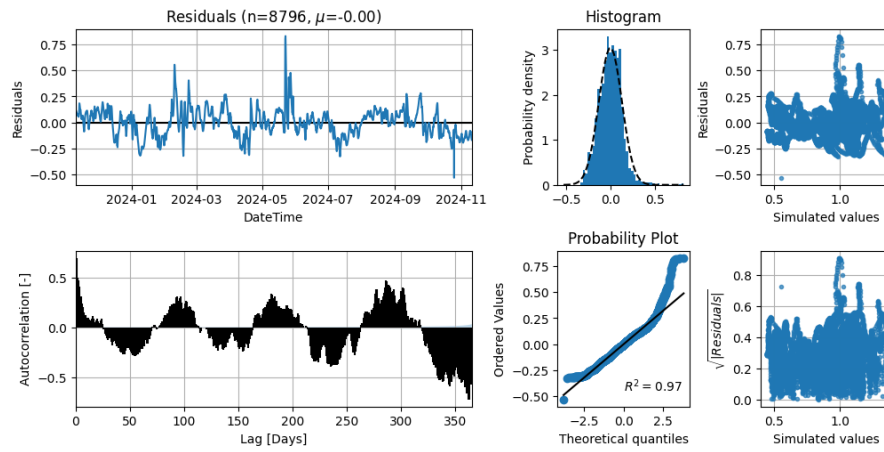 Residuals (n=8796, μ=-0.00)
0.75
0.50
0.25
0.00
−0.25
−0.50
Residuals
2024-01 2024-03 2024-05 2024-07 2024-09 2024-11
DateTime
Histogram
3
2
1
0
Probability density
−0.5 0.0 0.5
0.75
0.50
0.25
0.00
−0.25
−0.50
Residuals
1.0
Simulated values
0.5
0.0
−0.5
Autocorrelation [-]
0 50 100 150 200 250 300 350
Lag [Days]
Probability Plot
0.75
0.50
0.25
0.00
−0.25
−0.50
Ordered Values
R² = 0.97
−2.5 0.0 2.5
Theoretical quantiles
0.8
0.6
0.4
0.2
0.0
√|Residuals|
1.0
Simulated values